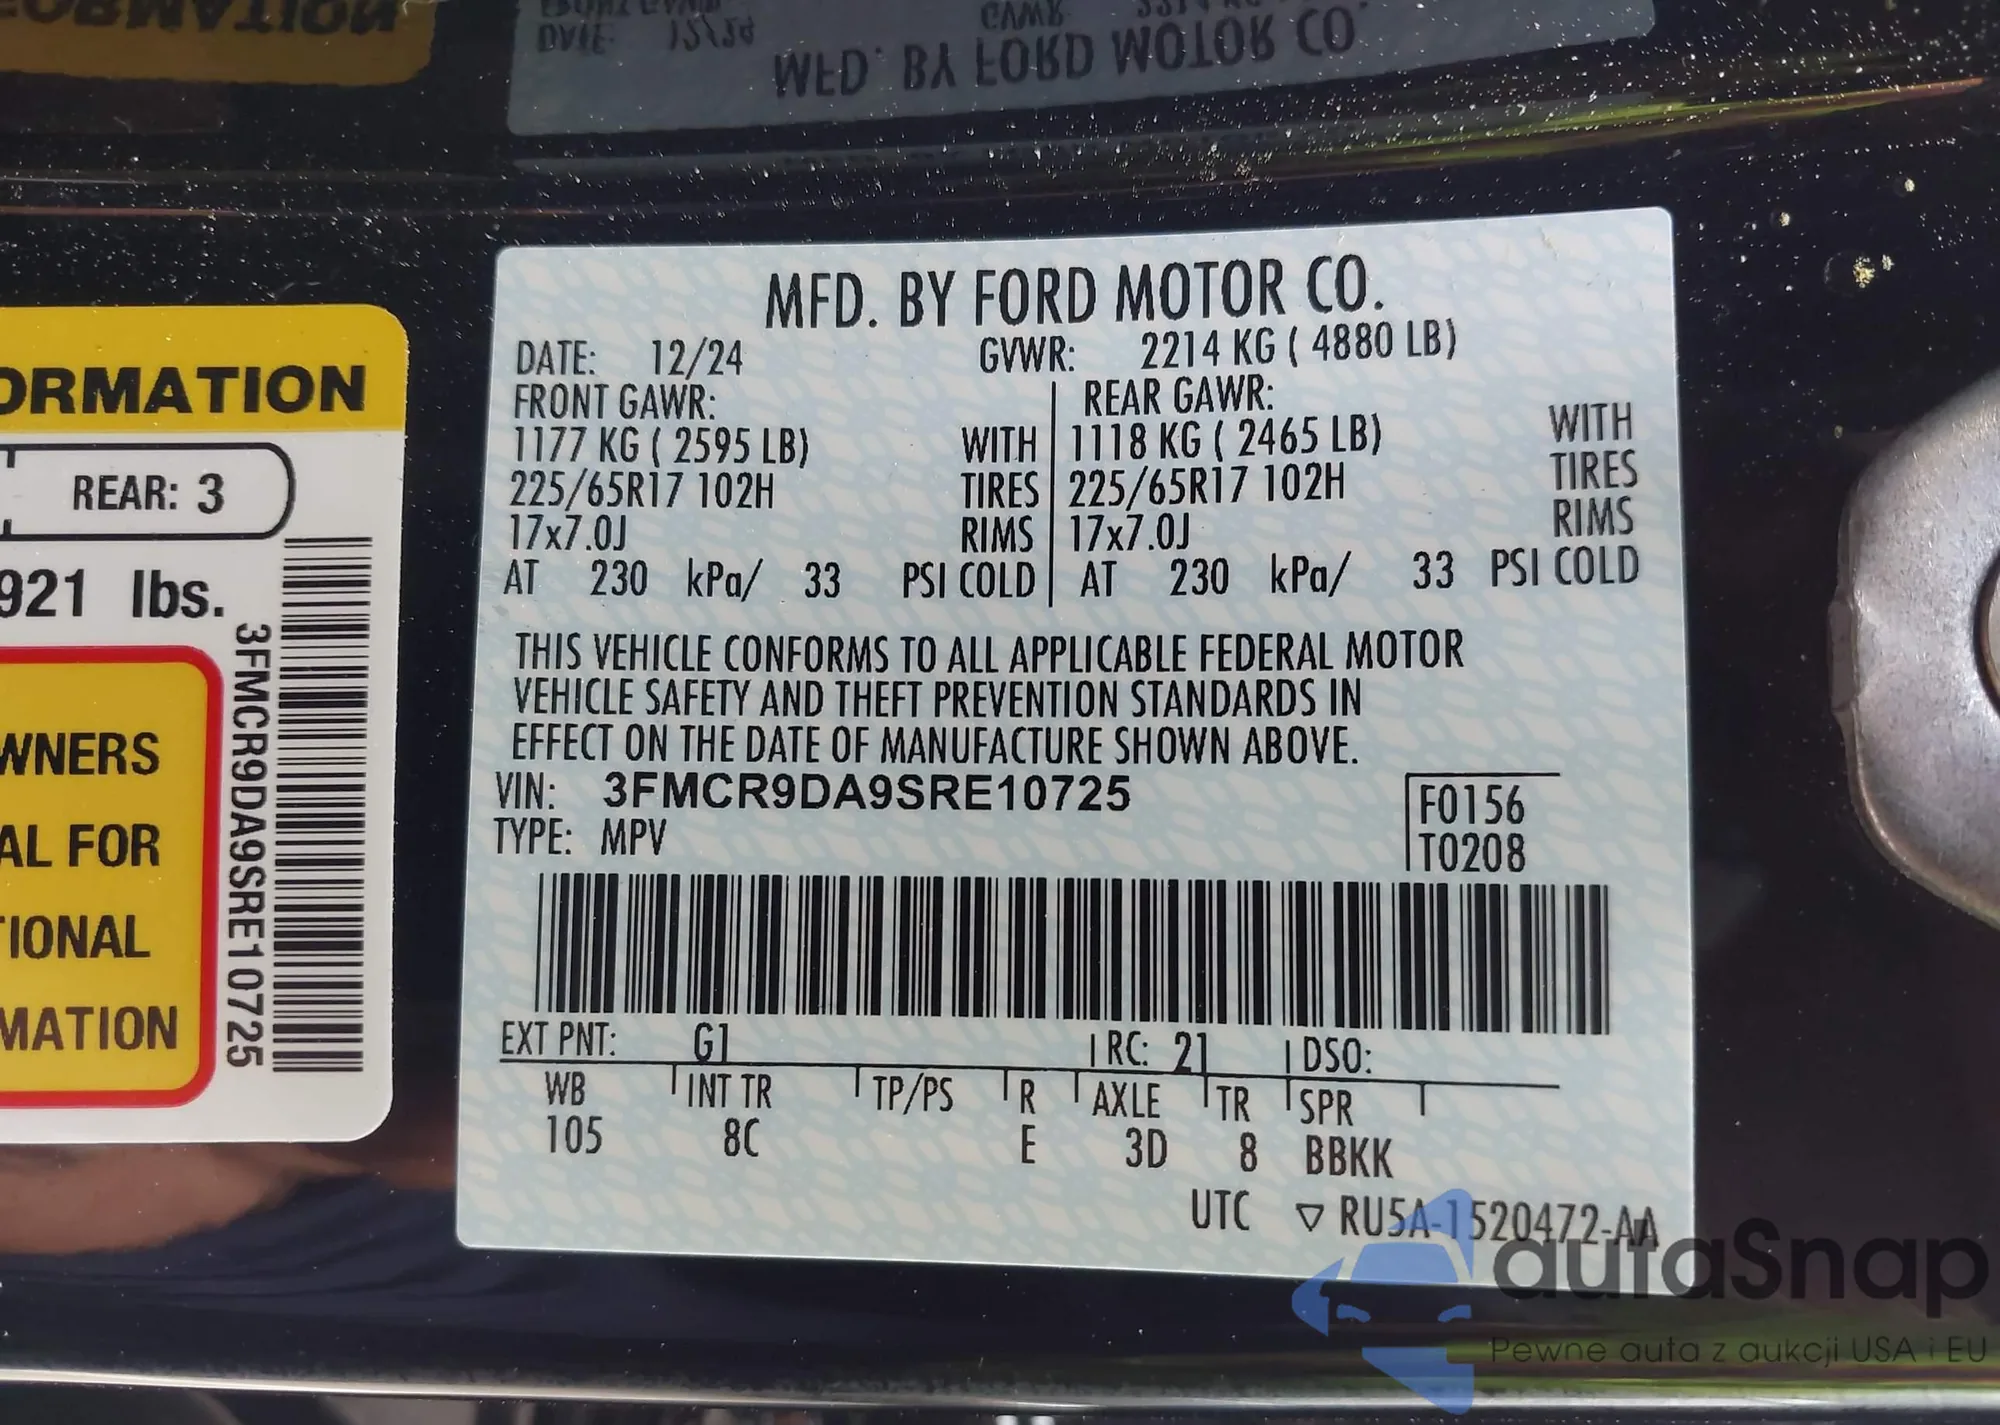 MFD. BY FORD MOTOR CO.
DATE: 12/24 GVWR: 2214 KG ( 4880 LB)
FRONT GAWR: REAR GAWR:
1177 KG ( 2595 LB) WITH 1118 KG ( 2465 LB) WITH
225/65R17 102H TIRES 225/65R17 102H TIRES
17x7.0J RIMS 17x7.0J RIMS
AT 230 kPa/ 33 PSI COLD AT 230 kPa/ 33 PSI COLD
THIS VEHICLE CONFORMS TO ALL APPLICABLE FEDERAL MOTOR
VEHICLE SAFETY AND THEFT PREVENTION STANDARDS IN
EFFECT ON THE DATE OF MANUFACTURE SHOWN ABOVE.
VIN: 3FMCR9DA9SRE10725
F0156
TYPE: MPV
T0208
EXT PNT: G1 RC: 21 DSO:
WB INT TR TP/PS R AXLE TR SPR
105 8C E 3D 8 BBKK
UTC ▽ RU5A-1520472-AA
ORMATION
REAR: 3
921 lbs.
3FMCR9DA9SRE10725
WNERS
AL FOR
TIONAL
MATION
autaSnap
Pewne auta z aukcji USA i EU